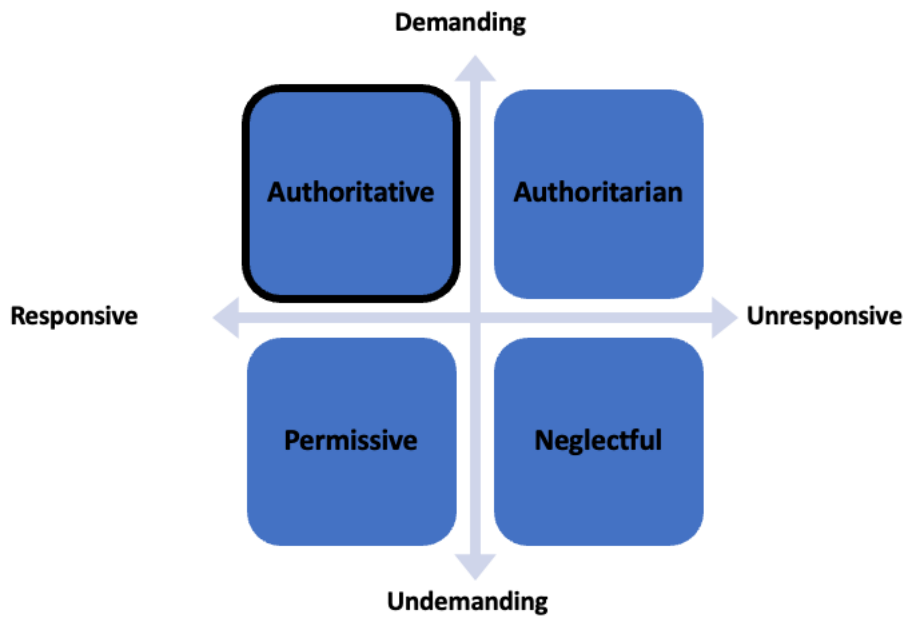 Demanding
Authoritative
Authoritarian
Responsive
Unresponsive
Permissive
Neglectful
Undemanding